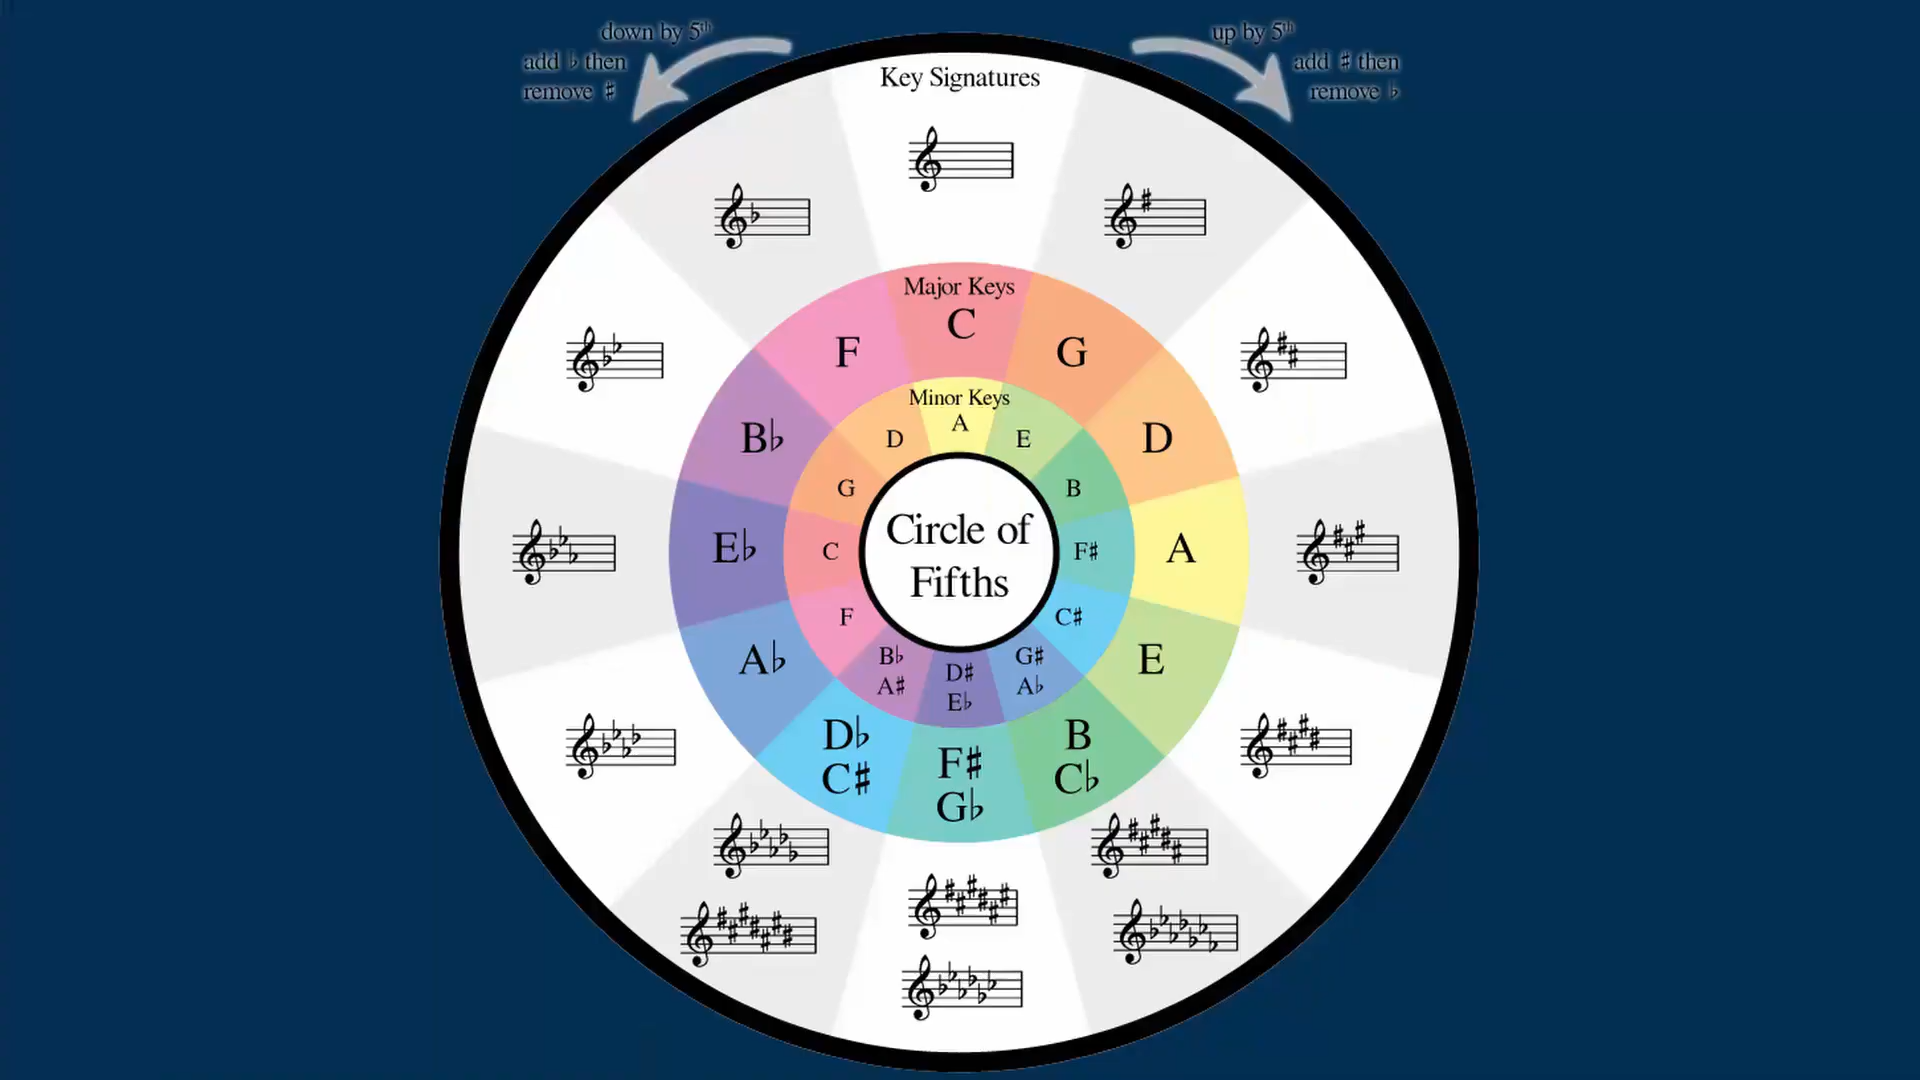 down by 5th
add ♭ then
remove ♯
up by 5th
add ♯ then
remove ♭
Key Signatures
Major Keys
C
G
D
A
E
B
C♭
F♯
G♭
D♭
C♯
A♭
E♭
B♭
F
Minor Keys
A
E
B
F♯
C♯
G♯
A♭
D♯
E♭
B♭
A♯
F
C
G
D
Circle of
Fifths